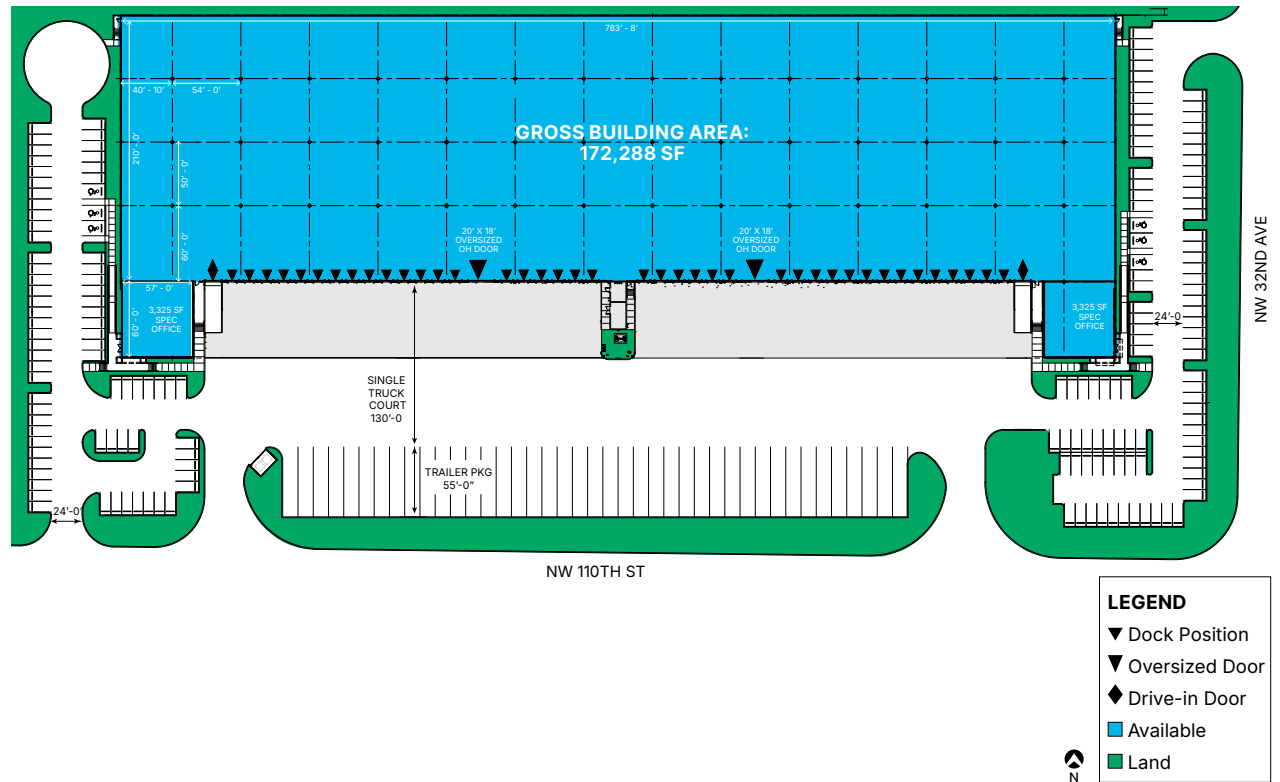 783' - 8'
40' - 10'
54' - 0'
210' - 0'
GROSS BUILDING AREA:
172,288 SF
50' - 0'
60' - 0'
20' X 18'
OVERSIZED
OH DOOR
20' X 18'
OVERSIZED
OH DOOR
57' - 0'
60' - 0'
3,325 SF
SPEC
OFFICE
3,325 SF
SPEC
OFFICE
24'-0
NW 32ND AVE
SINGLE
TRUCK
COURT
130'-0
TRAILER PKG
55'-0"
24'-0'
NW 110TH ST
LEGEND
Dock Position
Oversized Door
Drive-in Door
Available
Land
N